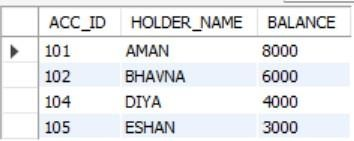 ACC_ID HOLDER_NAME BALANCE
101 AMAN 8000
102 BHAVNA 6000
104 DIYA 4000
105 ESHAN 3000